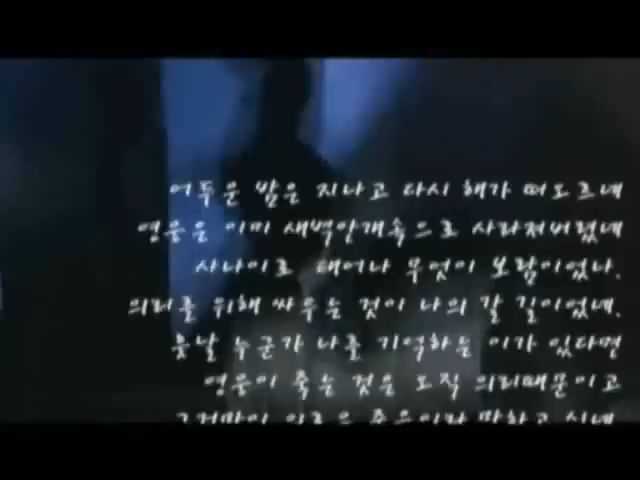 어두운 밤은 지나고 다시 해가 떠오르네
영웅은 이미 새벽안개속으로 사라져버렸네
사나이로 태어나 무엇이 보람이었나.
의리를 위해 싸우는 것이 나의 갈 길이었네.
훗날 누군가 나를 기억하는 이가 있다면
영웅이 죽는 것은 오직 의리때문이고